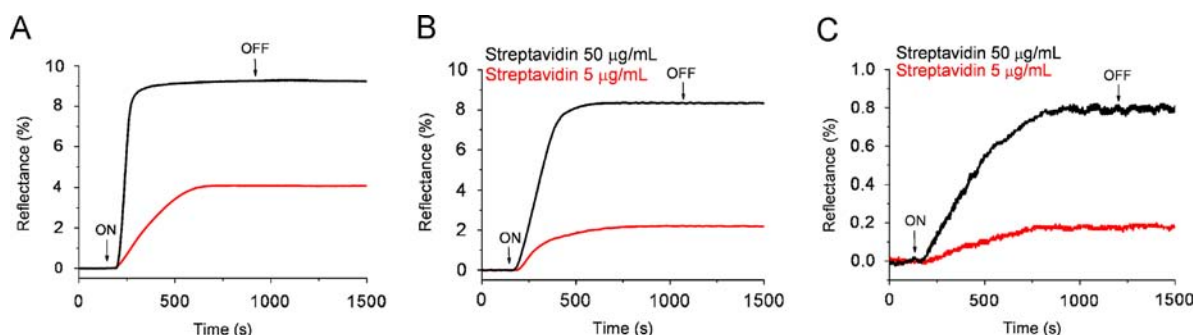 A
OFF
ON
10
8
6
4
2
0
Reflectance (%)
0 500 1000 1500
Time (s)
B
Streptavidin 50 μg/mL
Streptavidin 5 μg/mL
OFF
ON
10
8
6
4
2
0
Reflectance (%)
0 500 1000 1500
Time (s)
C
Streptavidin 50 μg/mL
Streptavidin 5 μg/mL
OFF
ON
1.0
0.8
0.6
0.4
0.2
0.0
Reflectance (%)
0 500 1000 1500
Time (s)